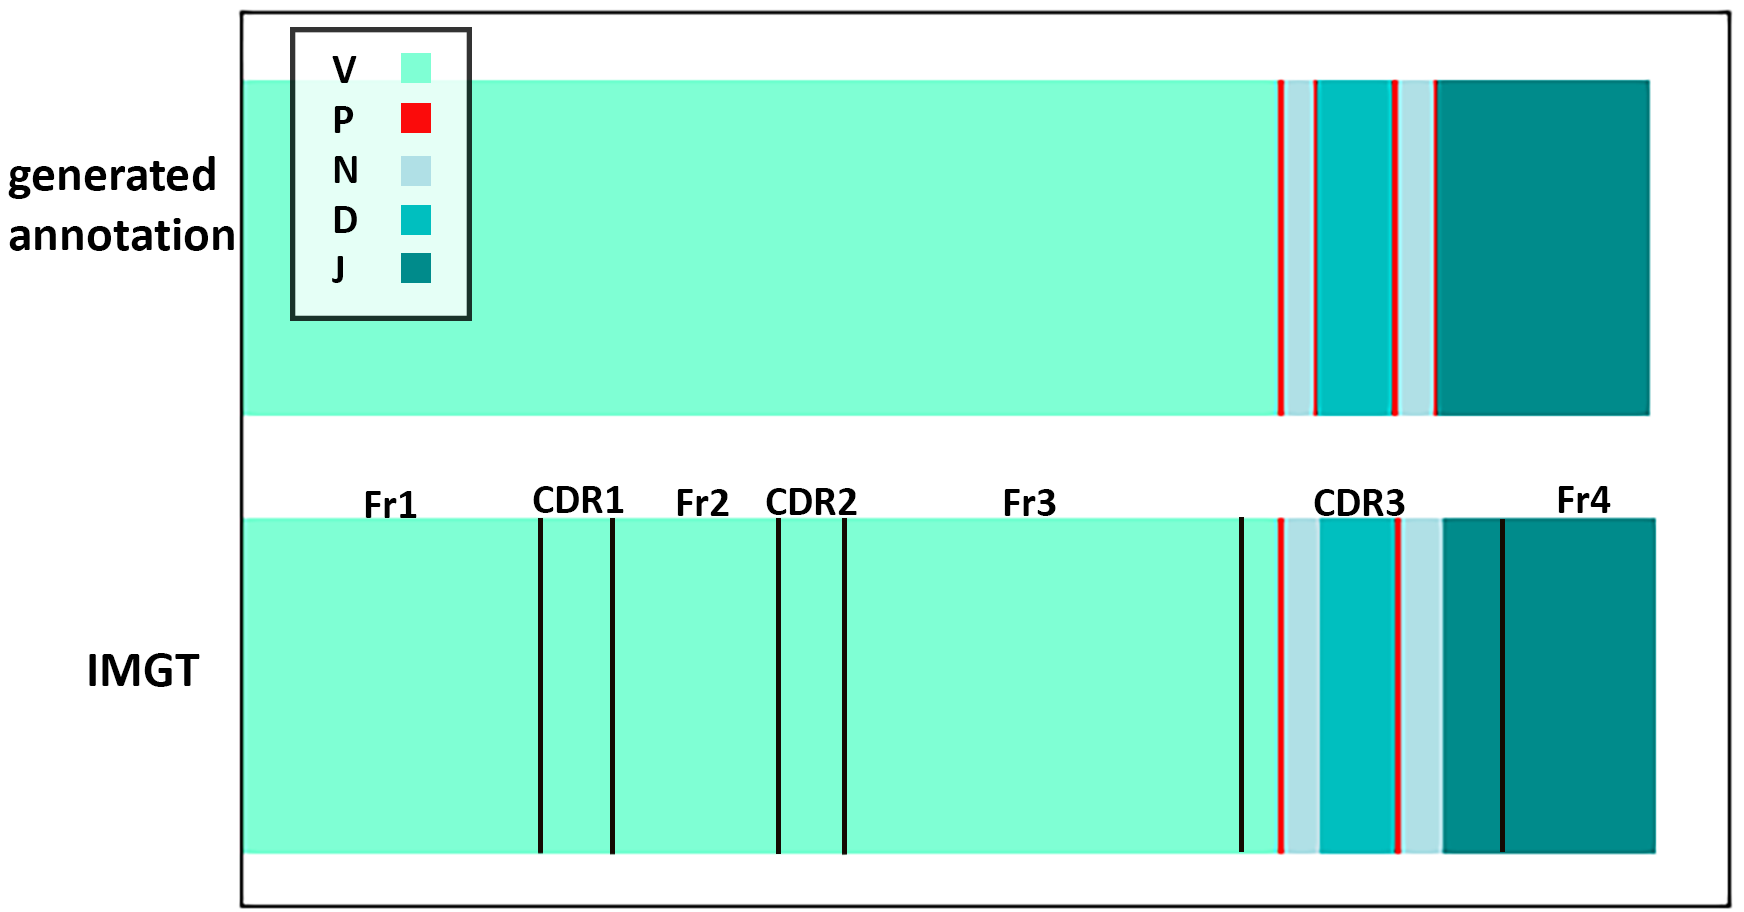 V
P
N
D
J
generated
annotation
Fr1 CDR1 Fr2 CDR2 Fr3 CDR3 Fr4
IMGT